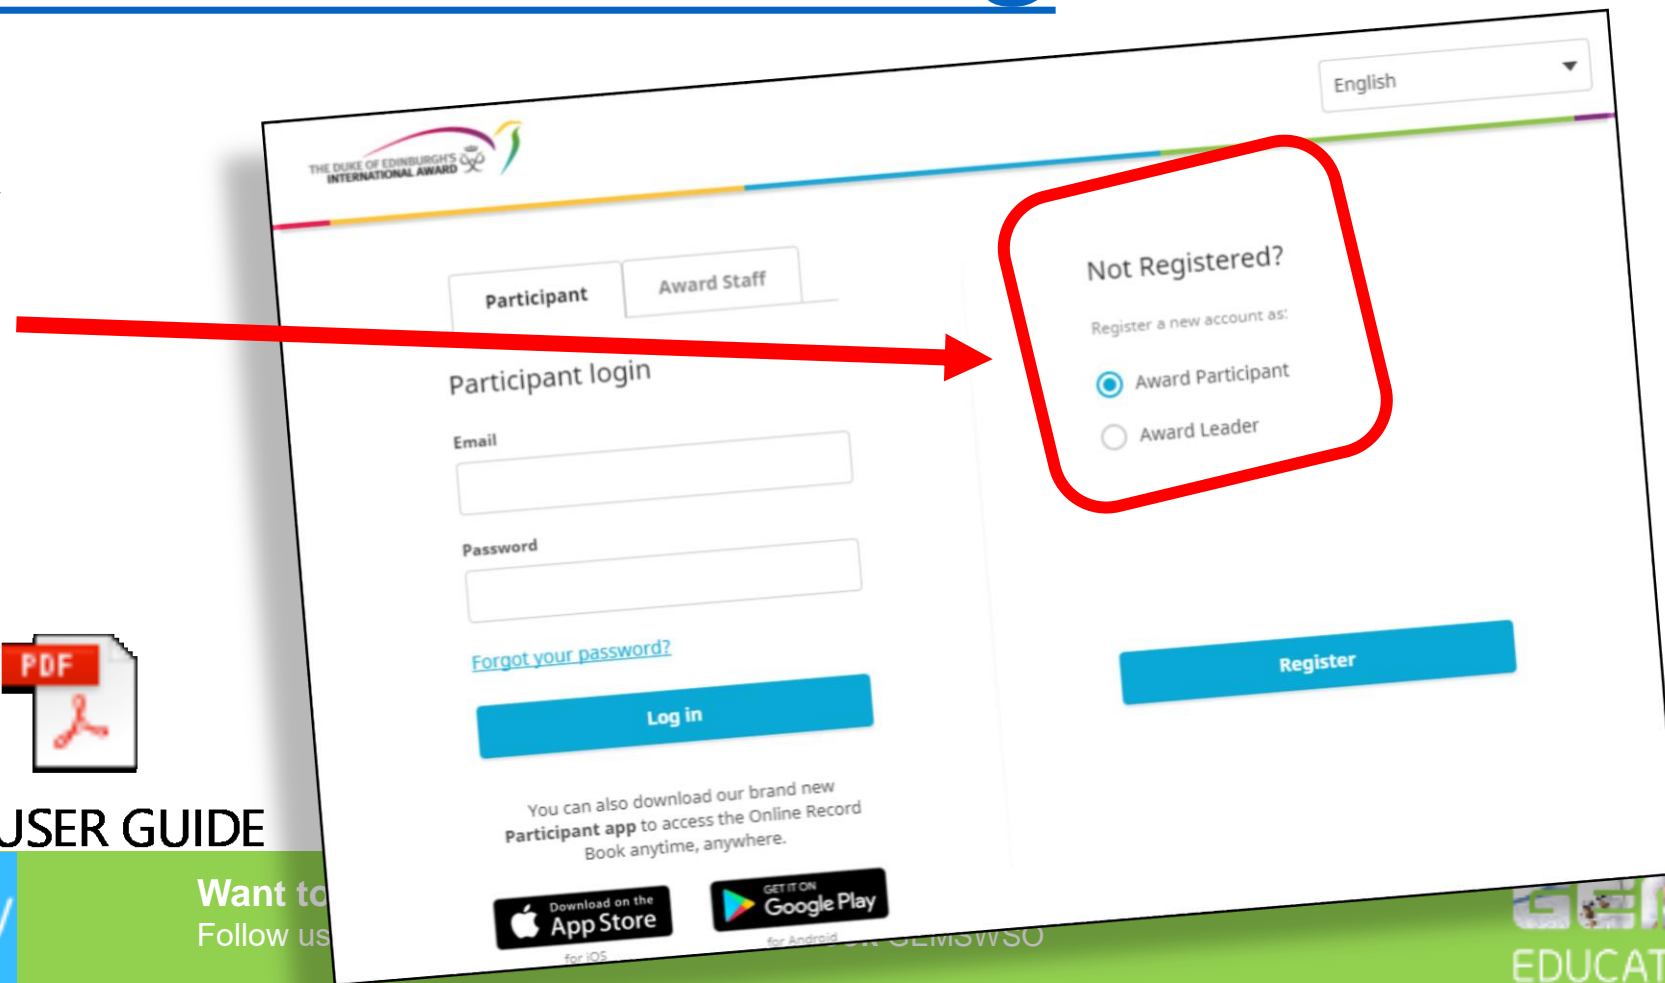 English
THE DUKE OF EDINBURGH'S
INTERNATIONAL AWARD
Participant
Award Staff
Participant login
Email
Password
Forgot your password?
Log in
You can also download our brand new
Participant app to access the Online Record
Book anytime, anywhere.
Download on the
App Store
for iOS
GET IT ON
Google Play
for Android
Not Registered?
Register a new account as:
Award Participant
Award Leader
Register
PDF
USER GUIDE
Want to
Follow us
GEMSWSO